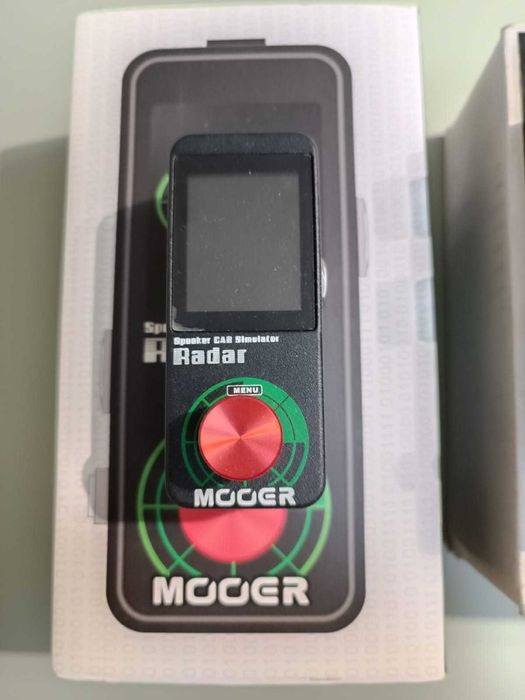 Speaker CAB Simulator
Radar
MENU
MOOER
MOOER